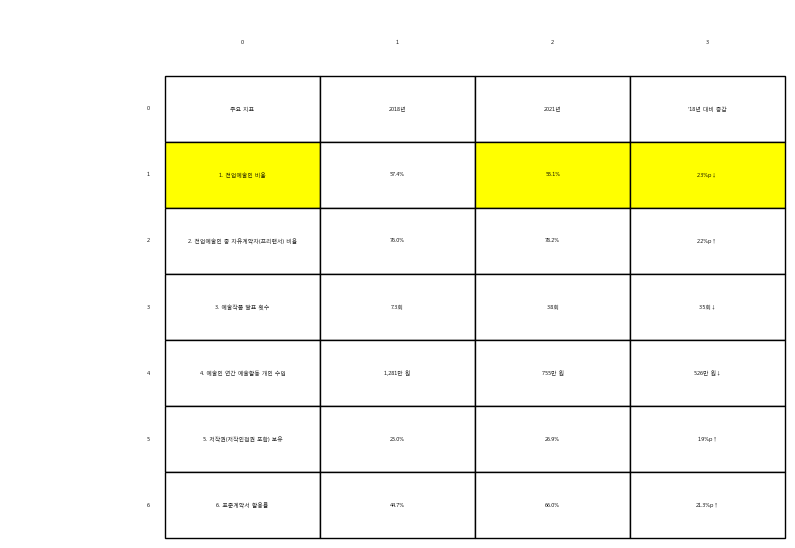 0 1 2 3
0 주요 지표 2018년 2021년 '18년 대비 증감
1 1. 전업예술인 비율 57.4% 55.1% 2.3%p↓
2 2. 전업예술인 중 자유계약자(프리랜서) 비율 76.0% 78.2% 2.2%p↑
3 3. 예술작품 발표 횟수 7.3회 3.8회 3.5회↓
4 4. 예술인 연간 예술활동 개인 수입 1,281만 원 755만 원 526만 원↓
5 5. 저작권(저작인접권 포함) 보유 25.0% 26.9% 1.9%p↑
6 6. 표준계약서 활용률 44.7% 66.0% 21.3%p↑